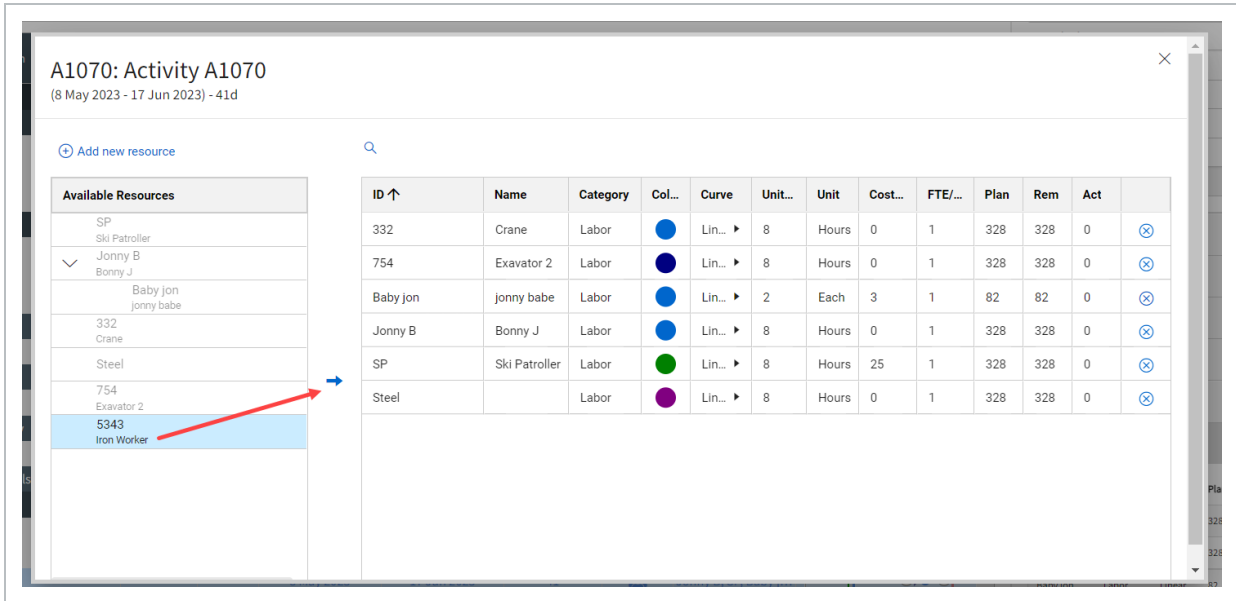 A1070: Activity A1070
(8 May 2023 - 17 Jun 2023) - 41d
Add new resource
Available Resources
SP
Ski Patroller
Jonny B
Bonny J
Baby jon
jonny babe
332
Crane
Steel
754
Exavator 2
5343
Iron Worker
ID Name Category Col... Curve Unit... Unit Cost... FTE/... Plan Rem Act
332 Crane Labor Lin... 8 Hours 0 1 328 328 0
754 Exavator 2 Labor Lin... 8 Hours 0 1 328 328 0
Baby jon jonny babe Labor Lin... 2 Each 3 1 82 82 0
Jonny B Bonny J Labor Lin... 8 Hours 0 1 328 328 0
SP Ski Patroller Labor Lin... 8 Hours 25 1 328 328 0
Steel Labor Lin... 8 Hours 0 1 328 328 0
Pla
328
328